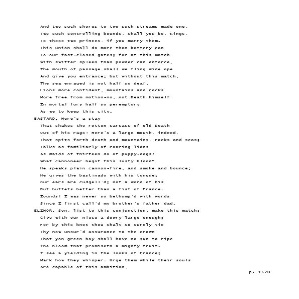 And two such shores to two such streams made one,
Two such controlling bounds, shall you be, kings,
To these two princes, if you marry them.
This union shall do more than battery can
To our fast-closed gates; for at this match
With swifter spleen than powder can enforce,
The mouth of passage shall we fling wide ope
And give you entrance; but without this match,
The sea enraged is not half so deaf,
Lions more confident, mountains and rocks
More free from motion- no, not Death himself
In mortal fury half so peremptory
As we to keep this city.
BASTARD. Here's a stay
That shakes the rotten carcass of old Death
Out of his rags! Here's a large mouth, indeed,
That spits forth death and mountains, rocks and seas;
Talks as familiarly of roaring lions
As maids of thirteen do of puppy-dogs!
What cannoneer begot this lusty blood?
He speaks plain cannon-fire, and smoke and bounce;
He gives the bastinado with his tongue;
Our ears are cudgell'd; not a word of his
But buffets better than a fist of France.
Zounds! I was never so bethump'd with words
Since I first call'd my brother's father dad.
ELINOR. Son, list to this conjunction, make this match;
Give with our niece a dowry large enough;
For by this knot thou shalt so surely tie
Thy now unsur'd assurance to the crown
That yon green boy shall have no sun to ripe
The bloom that promiseth a mighty fruit.
I see a yielding in the looks of France;
Mark how they whisper. Urge them while their souls
Are capable of this ambition,